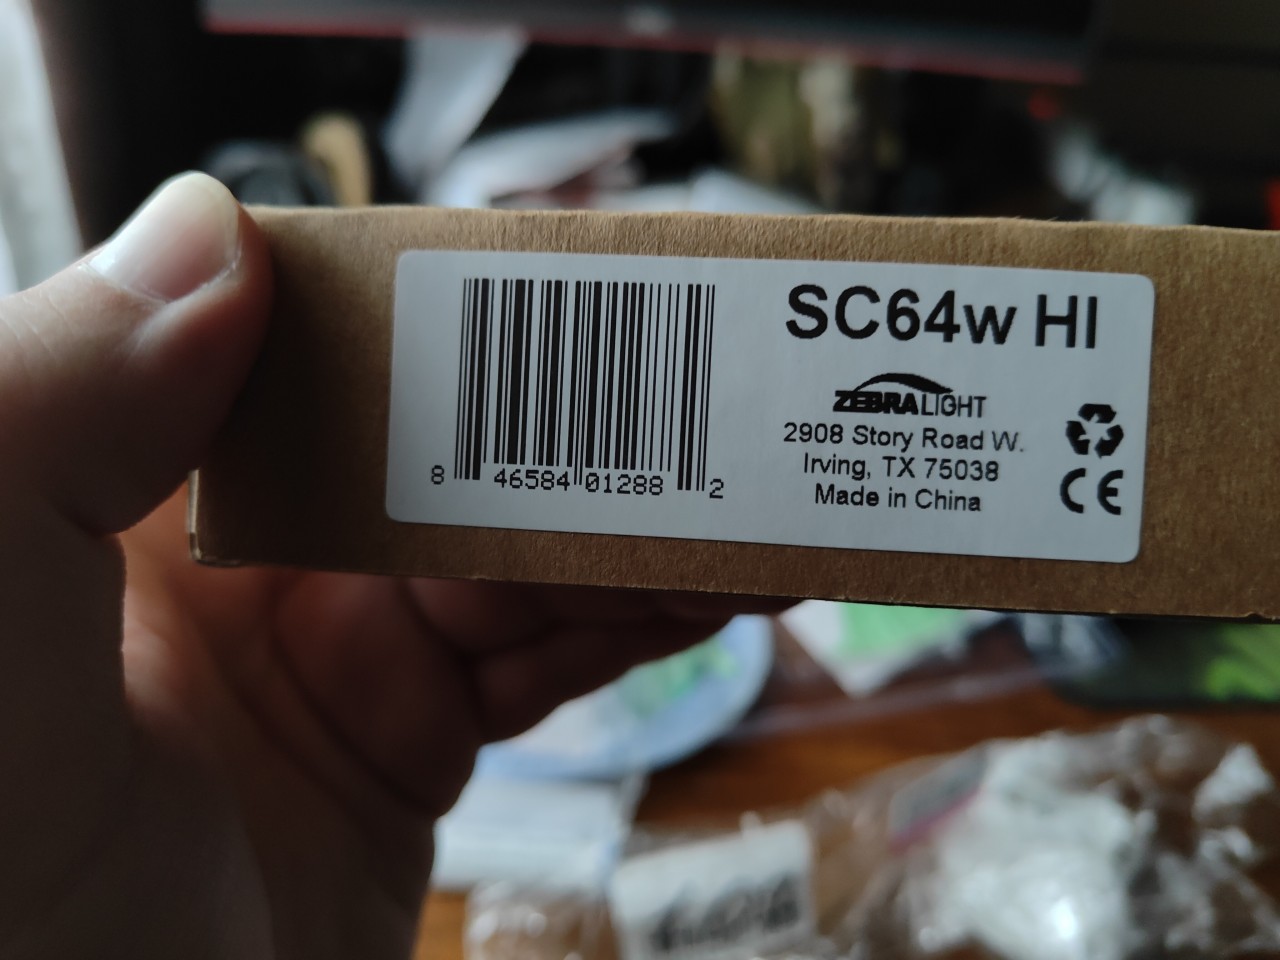 SC64w HI
ZEBRALIGHT
2908 Story Road W.
Irving, TX 75038
Made in China
CE
8 46584 01288 2